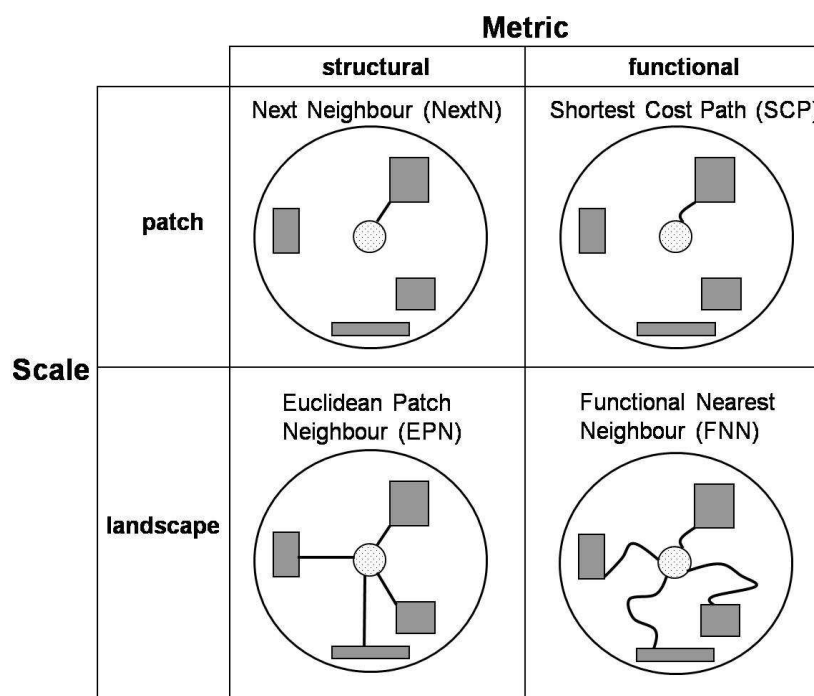 Metric
structural
functional
Next Neighbour (NextN)
Shortest Cost Path (SCP)
patch
Scale
Euclidean Patch
Neighbour (EPN)
Functional Nearest
Neighbour (FNN)
landscape